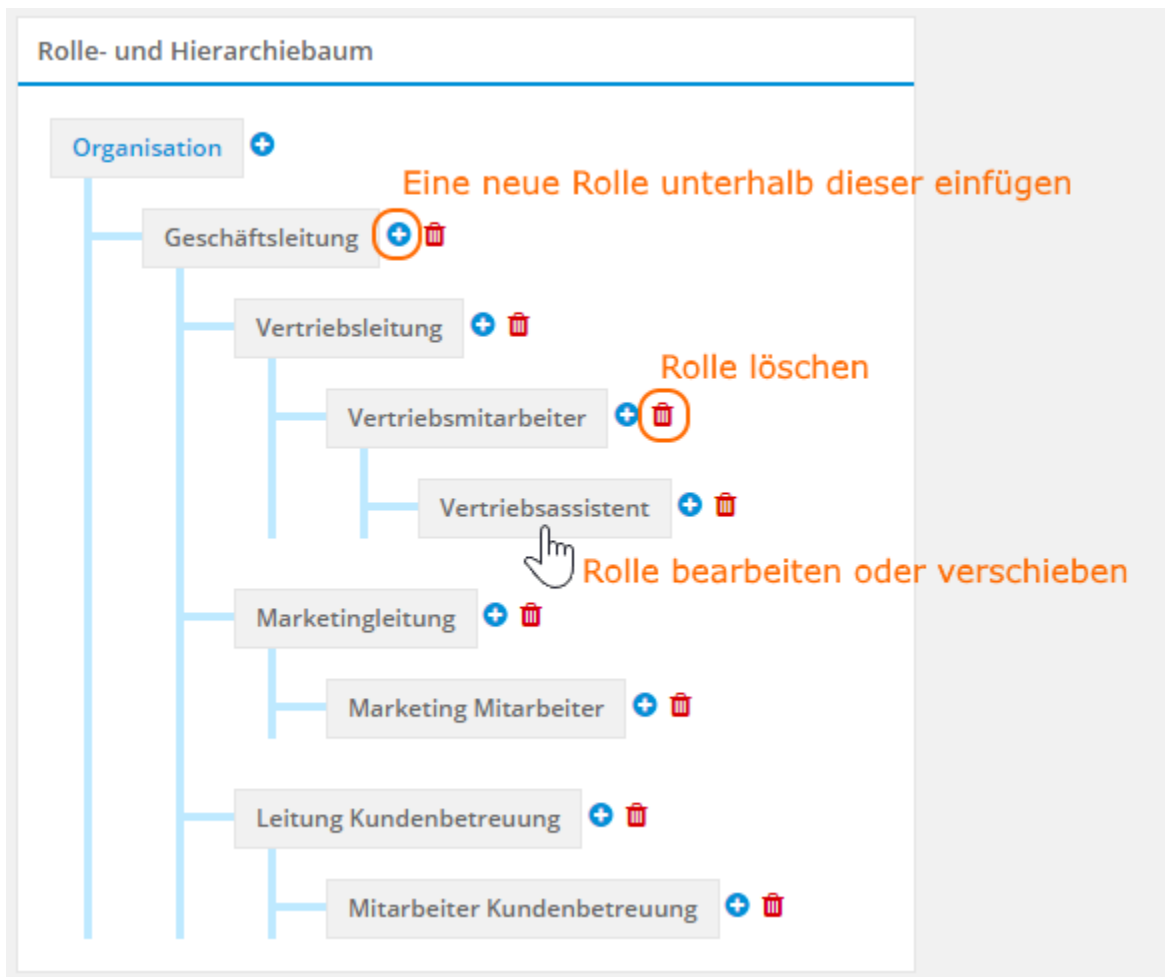 Rolle- und Hierarchiebaum
Organisation
Eine neue Rolle unterhalb dieser einfügen
Geschäftsleitung
Vertriebsleitung
Rolle löschen
Vertriebsmitarbeiter
Vertriebsassistent
Rolle bearbeiten oder verschieben
Marketingleitung
Marketing Mitarbeiter
Leitung Kundenbetreuung
Mitarbeiter Kundenbetreuung